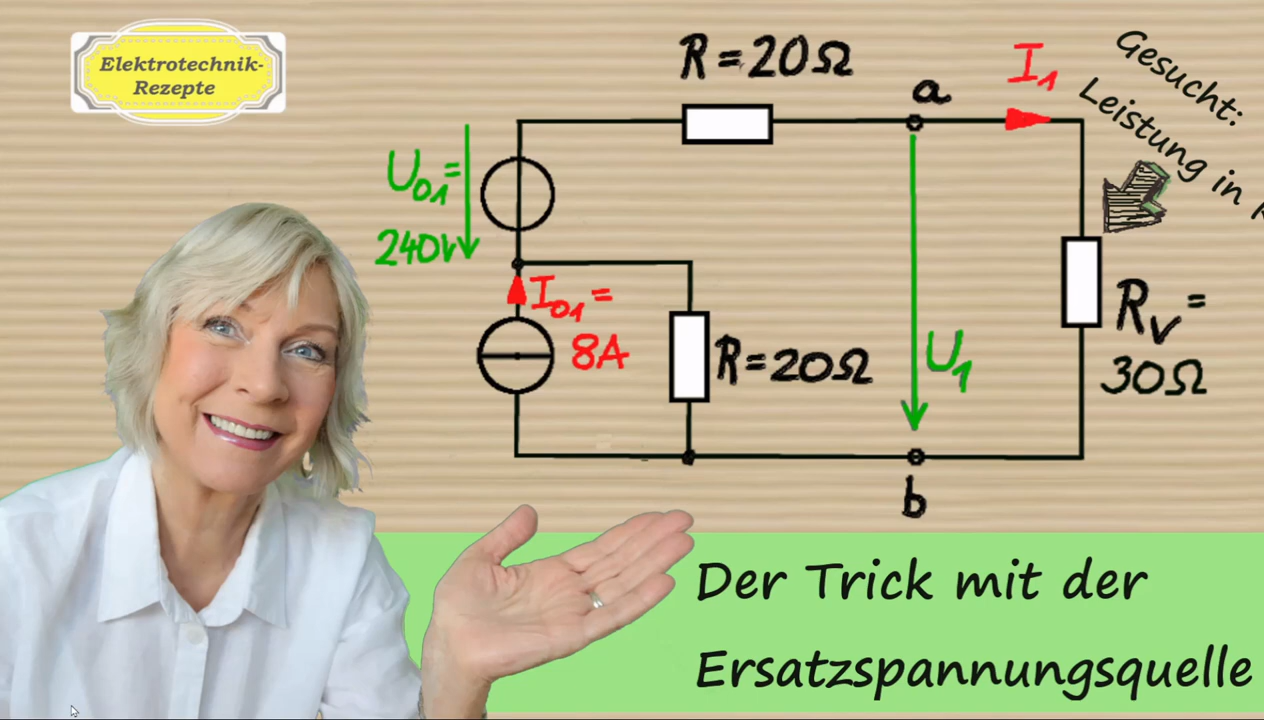 Elektrotechnik-
Rezepte
R=20Ω
a
I1
Gesucht:
Leistung in R
U01=
240V
I01=
8A
R=20Ω
U1
RV=
30Ω
b
Der Trick mit der
Ersatzspannungsquelle